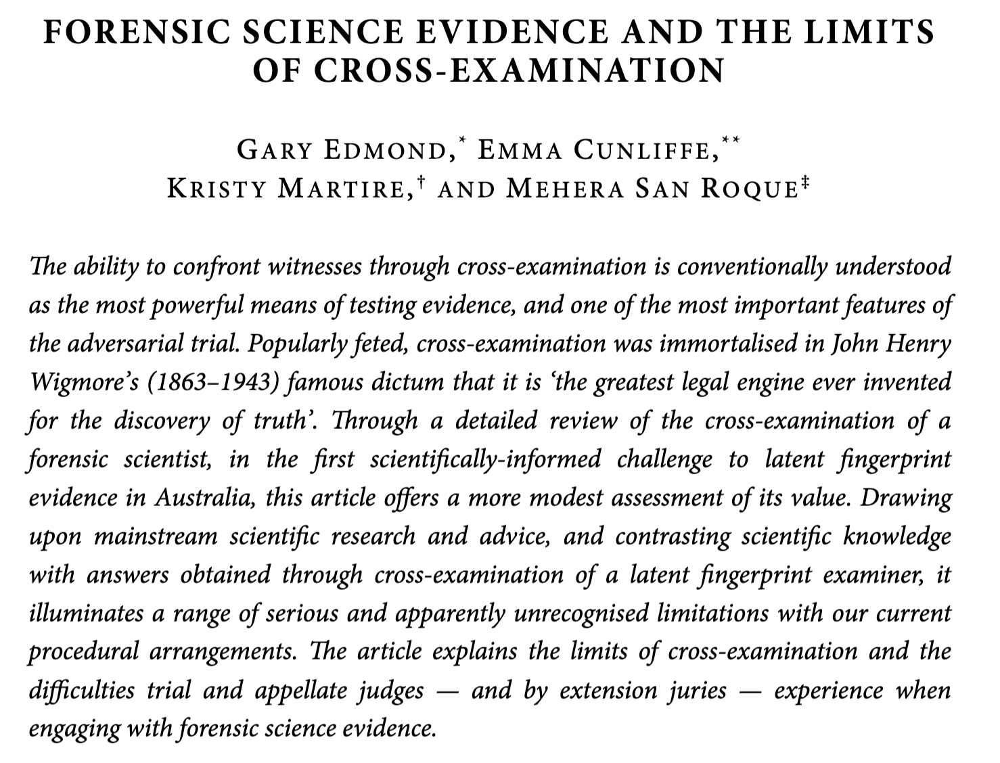 FORENSIC SCIENCE EVIDENCE AND THE LIMITS
OF CROSS-EXAMINATION
GARY EDMOND,* EMMA CUNLIFFE,**
KRISTY MARTIRE,† AND MEHERA SAN ROQUE‡
The ability to confront witnesses through cross-examination is conventionally understood
as the most powerful means of testing evidence, and one of the most important features of
the adversarial trial. Popularly feted, cross-examination was immortalised in John Henry
Wigmore’s (1863–1943) famous dictum that it is ‘the greatest legal engine ever invented
for the discovery of truth’. Through a detailed review of the cross-examination of a
forensic scientist, in the first scientifically-informed challenge to latent fingerprint
evidence in Australia, this article offers a more modest assessment of its value. Drawing
upon mainstream scientific research and advice, and contrasting scientific knowledge
with answers obtained through cross-examination of a latent fingerprint examiner, it
illuminates a range of serious and apparently unrecognised limitations with our current
procedural arrangements. The article explains the limits of cross-examination and the
difficulties trial and appellate judges — and by extension juries — experience when
engaging with forensic science evidence.